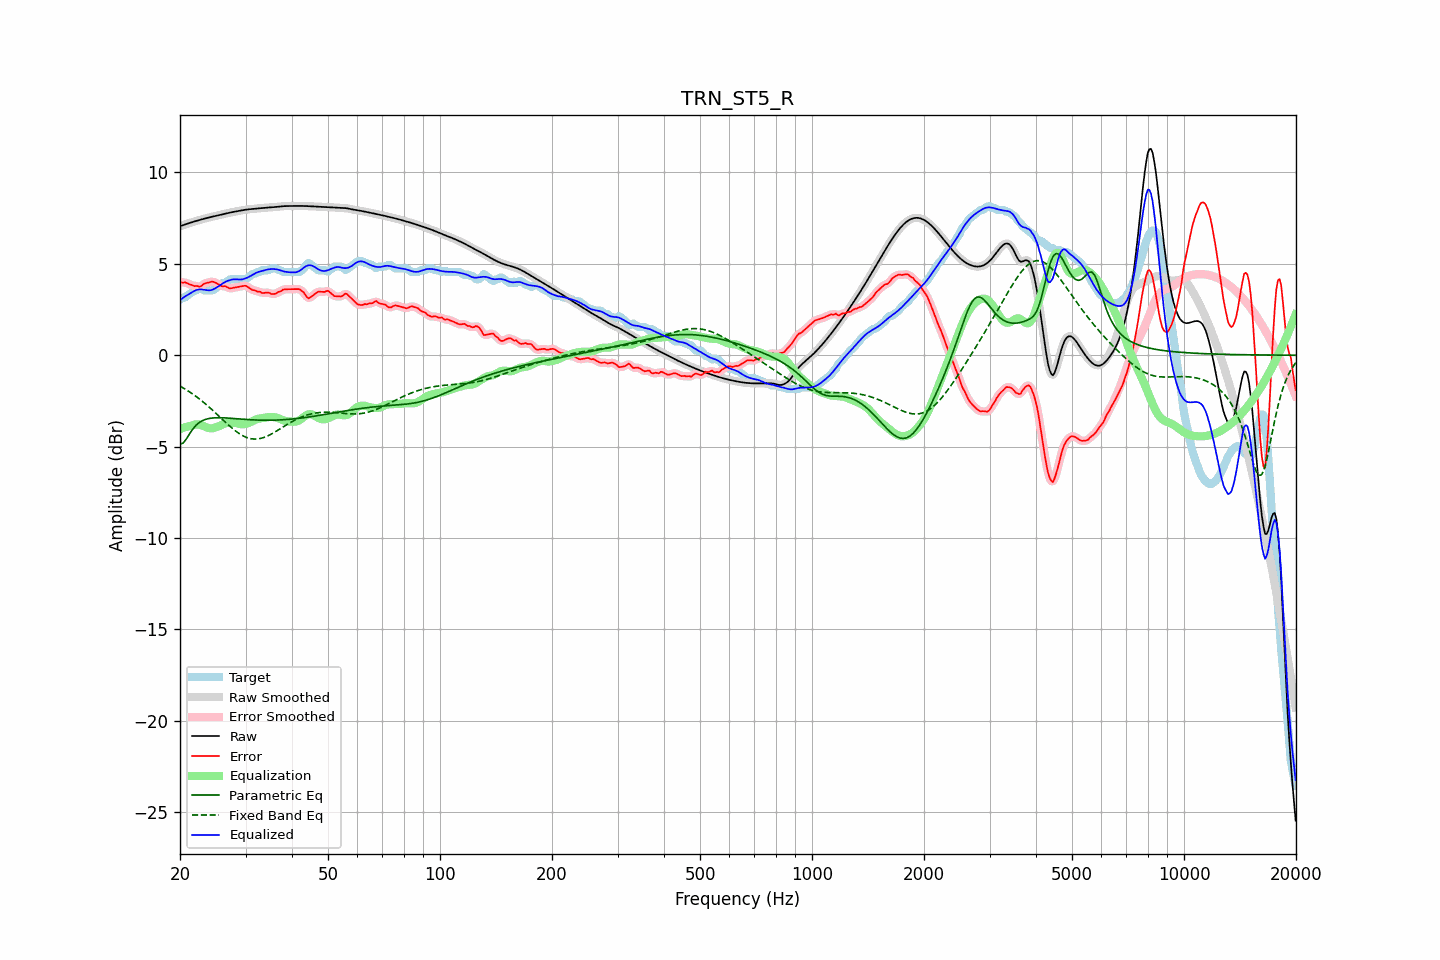 TRN_ST5_R
Amplitude (dBr)
10
5
0
−5
−10
−15
−20
−25
Target
Raw Smoothed
Error Smoothed
Raw
Error
Equalization
Parametric Eq
Fixed Band Eq
Equalized
20 50 100 200 500 1000 2000 5000 10000 20000
Frequency (Hz)